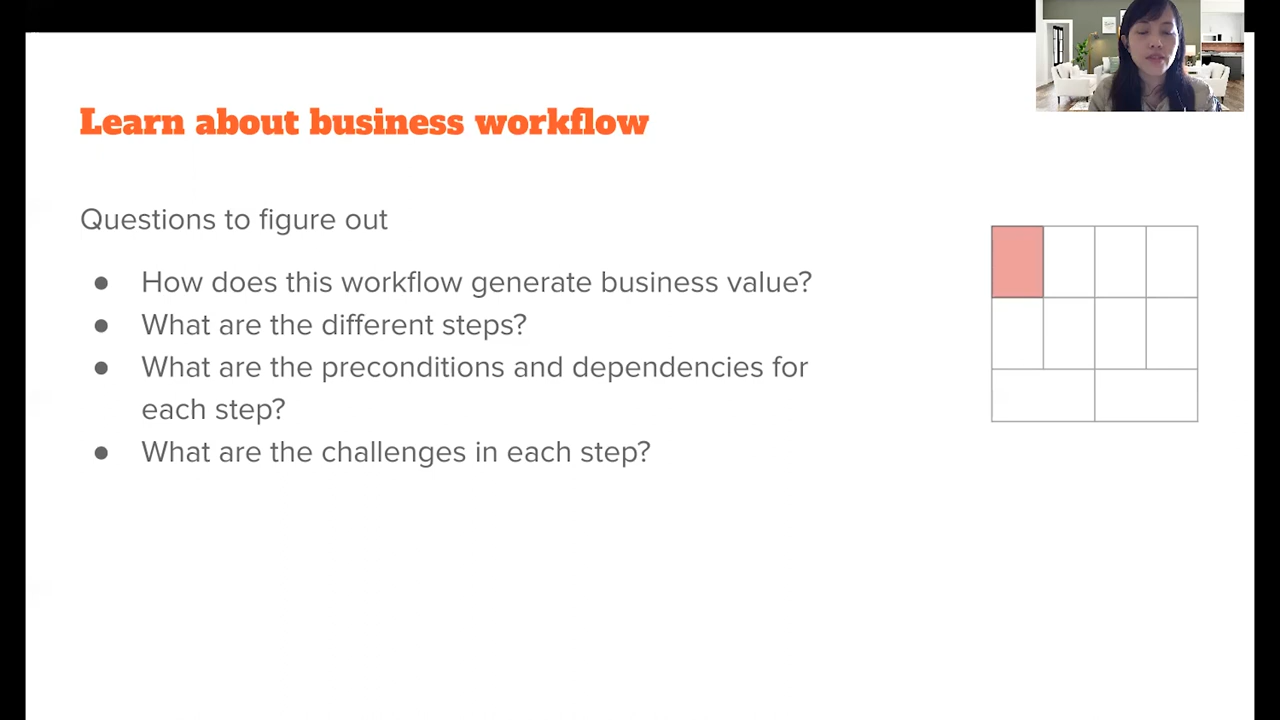 Learn about business workflow
Questions to figure out
● How does this workflow generate business value?
● What are the different steps?
● What are the preconditions and dependencies for
each step?
● What are the challenges in each step?